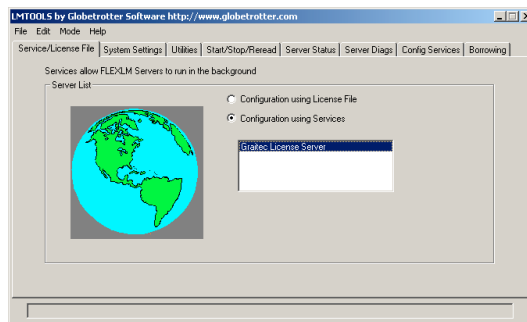 LMTOOLS by Globetrotter Software http://www.globetrotter.com
File Edit Mode Help
Service/License File System Settings Utilities Start/Stop/Reread Server Status Server Diags Config Services Borrowing
Services allow FLEXLM Servers to run in the background
Server List
Configuration using License File
Configuration using Services
Graitec License Server